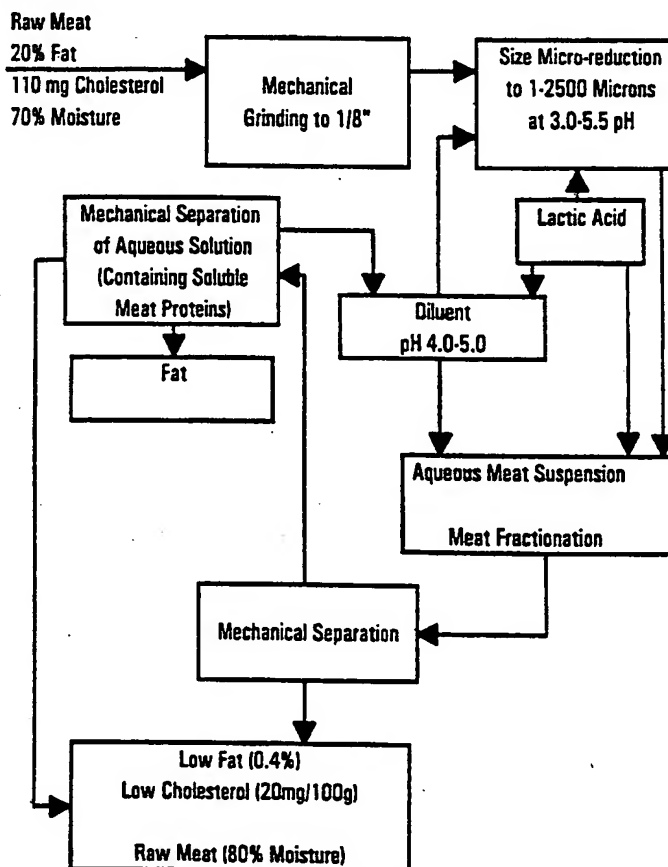 Raw Meat
20% Fat
110 mg Cholesterol
70% Moisture
Mechanical
Grinding to 1/8"
Size Micro-reduction
to 1-2500 Microns
at 3.0-5.5 pH
Mechanical Separation
of Aqueous Solution
(Containing Soluble
Meat Proteins)
Lactic Acid
Diluent
pH 4.0-5.0
Fat
Aqueous Meat Suspension
Meat Fractionation
Mechanical Separation
Low Fat (0.4%)
Low Cholesterol (20mg/100g)
Raw Meat (80% Moisture)